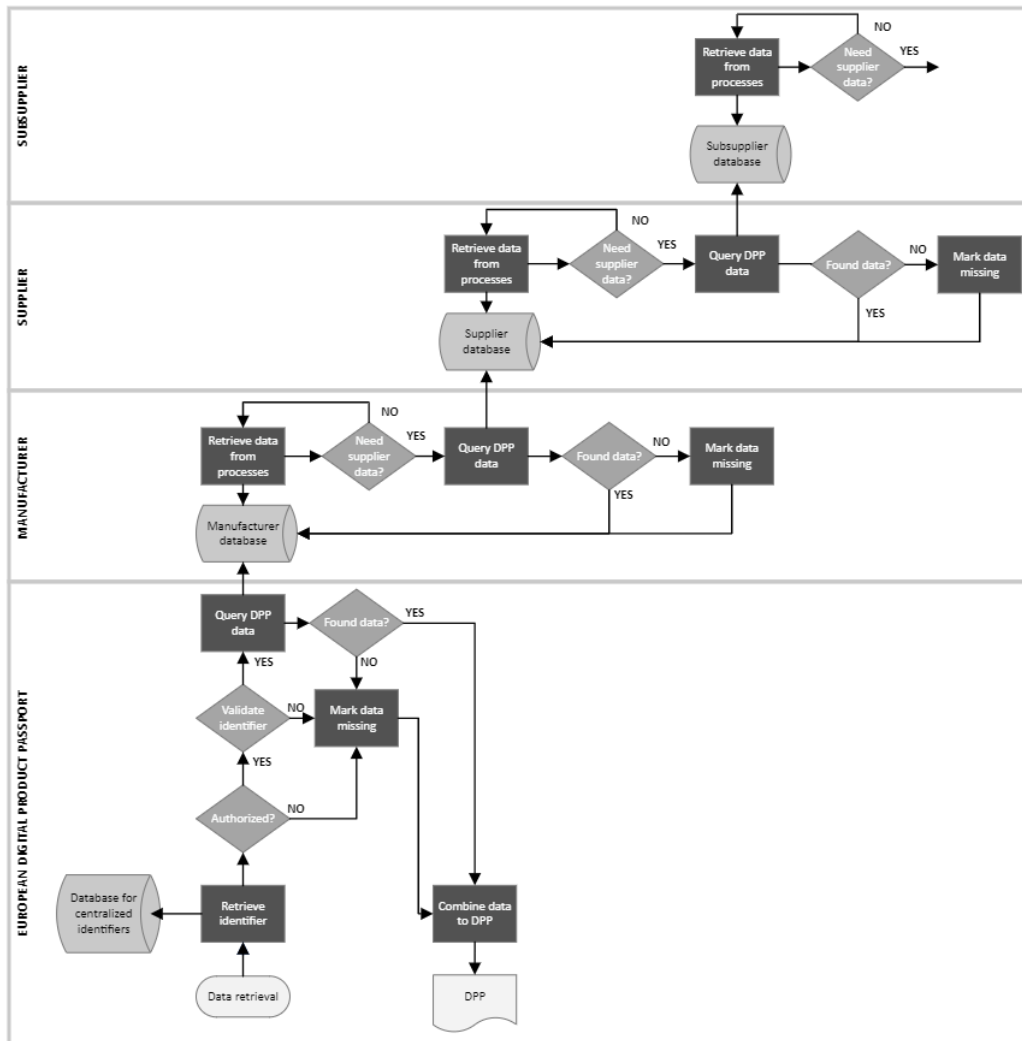 SUBSUPPLIER
NO
Retrieve data
from
processes
Need
supplier
data?
YES
Subsupplier
database
SUPPLIER
NO
Retrieve data
from
processes
Need
supplier
data?
YES
Query DPP
data
Found data?
NO
Mark data
missing
YES
Supplier
database
MANUFACTURER
NO
Retrieve data
from
processes
Need
supplier
data?
YES
Query DPP
data
Found data?
NO
Mark data
missing
YES
Manufacturer
database
EUROPEAN DIGITAL PRODUCT PASSPORT
Query DPP
data
Found data?
YES
YES
NO
Validate
identifier
NO
Mark data
missing
YES
Authorized?
NO
Database for
centralized
identifiers
Retrieve
identifier
Combine data
to DPP
Data retrieval
DPP